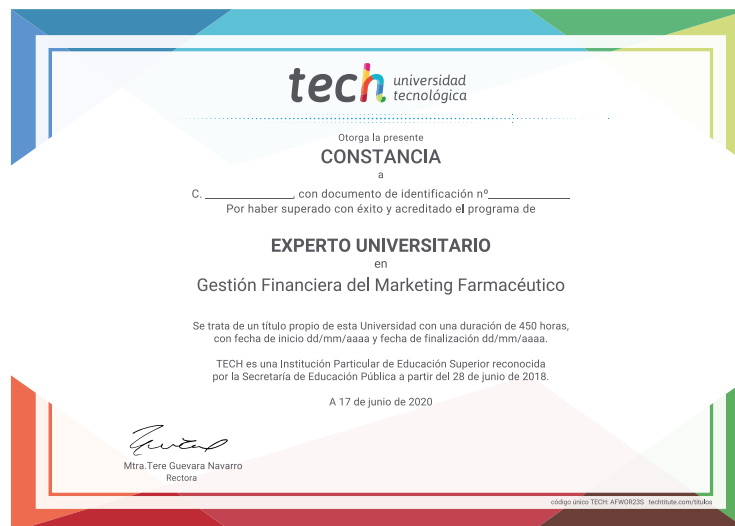 tech universidad
tecnológica
Otorga la presente
CONSTANCIA
a
C. ______________, con documento de identificación nº______________
Por haber superado con éxito y acreditado el programa de
EXPERTO UNIVERSITARIO
en
Gestión Financiera del Marketing Farmacéutico
Se trata de un título propio de esta Universidad con una duración de 450 horas,
con fecha de inicio dd/mm/aaaa y fecha de finalización dd/mm/aaaa.
TECH es una Institución Particular de Educación Superior reconocida
por la Secretaría de Educación Pública a partir del 28 de junio de 2018.
A 17 de junio de 2020
Mtra.Tere Guevara Navarro
Rectora
código único TECH: AFWOR23S techtitute.com/titulos